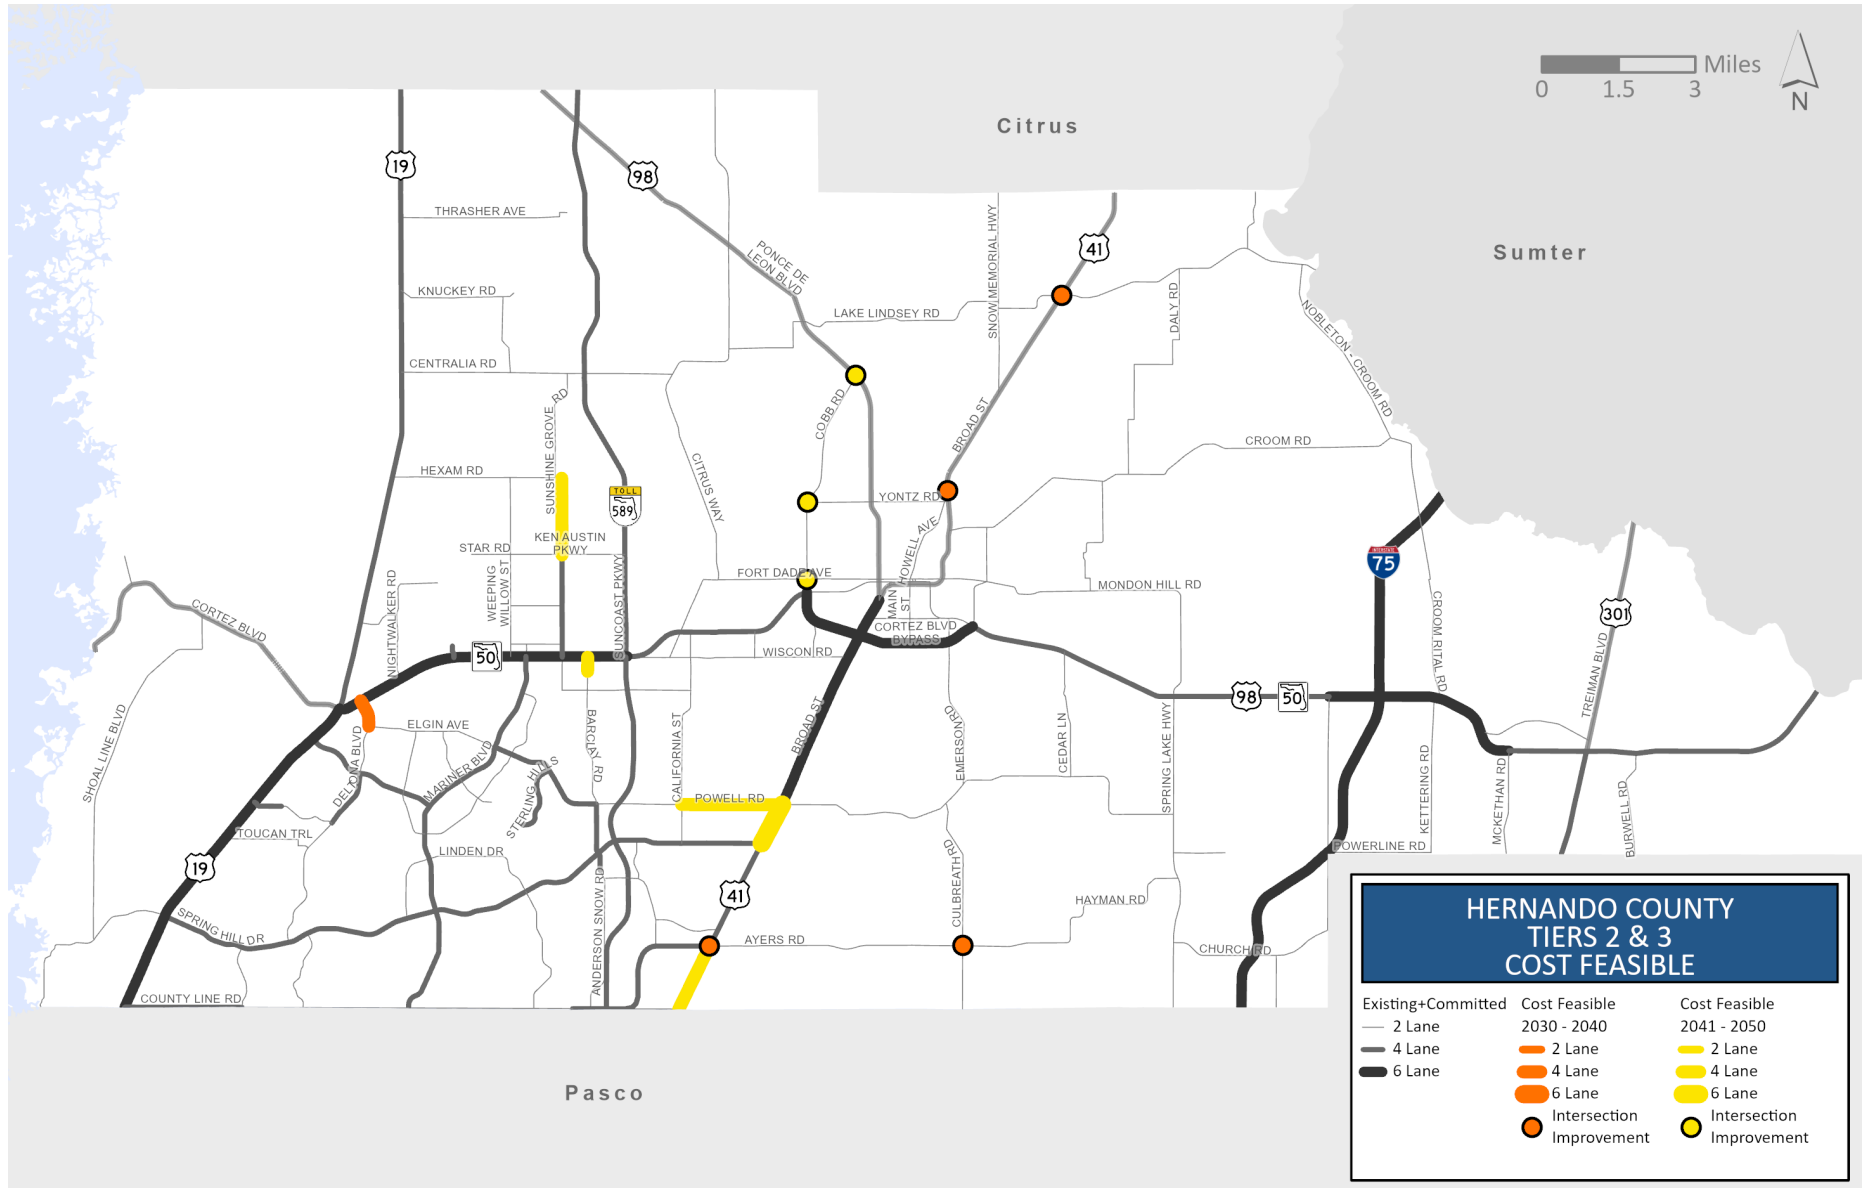 Citrus
Miles
0
1.5
3
N
Sumter
19
98
41
THRASHER AVE
PONCE DE
LEON BLVD
SNOW MEMORIAL HWY
KNUCKEY RD
LAKE LINDSEY RD
DALY RD
NOBLETON - CROOM RD
CENTRALIA RD
SUNSHINE GROVE RD
COBB RD
BROAD ST
CROOM RD
HEXAM RD
CITRUS WAY
TOLL
589
YONTZ RD
KEN AUSTIN
PKWY
STAR RD
HOWELL AVE
INTERSTATE
75
WEEPING
WILLOW ST
SUNCOAST PKWY
FORT DADE AVE
MONDON HILL RD
NIGHTWALKER RD
MAIN
ST
CROOM RITAL RD
301
CORTEZ BLVD
CORTEZ BLVD
BYPASS
TREIMAN BLVD
50
WISCON RD
98
50
SHOAL LINE BLVD
ELGIN AVE
DELTONA BLVD
MARINER BLVD
BARCLAY RD
CALIFORNIA ST
BROAD ST
EMERSON RD
CEDAR LN
SPRING LAKE HWY
KETTERING RD
MCKETHAN RD
BURWELL RD
STERLING HILLS
POWELL RD
TOUCAN TRL
LINDEN DR
POWERLINE RD
19
41
CULBREATH RD
HAYMAN RD
ANDERSON SNOW RD
SPRING HILL DR
AYERS RD
CHURCH RD
COUNTY LINE RD
Pasco
HERNANDO COUNTY
TIERS 2 & 3
COST FEASIBLE
Existing+Committed
2 Lane
4 Lane
6 Lane
Cost Feasible
2030 - 2040
2 Lane
4 Lane
6 Lane
Intersection
Improvement
Cost Feasible
2041 - 2050
2 Lane
4 Lane
6 Lane
Intersection
Improvement